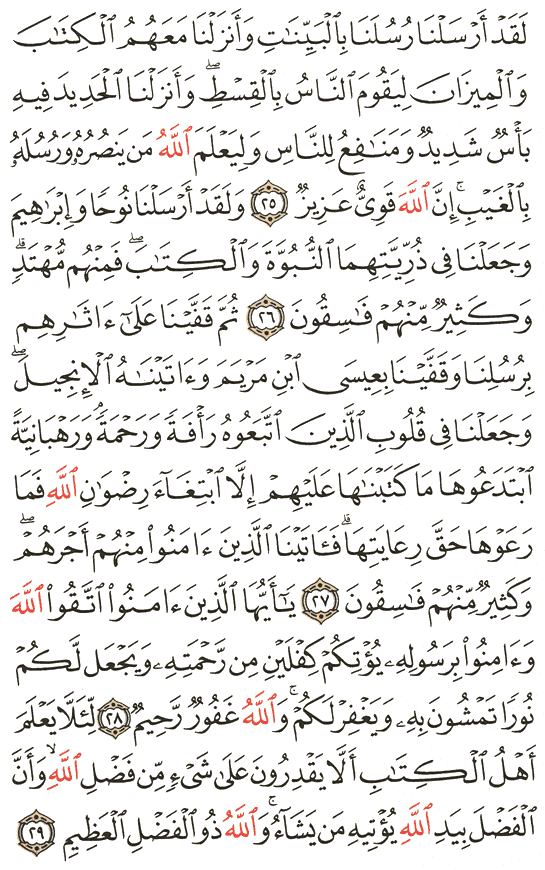 لَقَدْ أَرْسَلْنَا رُسُلَنَا بِٱلْبَيِّنَٰتِ وَأَنزَلْنَا مَعَهُمُ ٱلْكِتَٰبَ
وَٱلْمِيزَانَ لِيَقُومَ ٱلنَّاسُ بِٱلْقِسْطِۖ وَأَنزَلْنَا ٱلْحَدِيدَ فِيهِ
بَأْسٌ شَدِيدٌ وَمَنَٰفِعُ لِلنَّاسِ وَلِيَعْلَمَ ٱللَّهُ مَن يَنصُرُهُۥ وَرُسُلَهُۥ
بِٱلْغَيْبِۚ إِنَّ ٱللَّهَ قَوِىٌّ عَزِيزٌ ٢٥ وَلَقَدْ أَرْسَلْنَا نُوحًا وَإِبْرَٰهِيمَ
وَجَعَلْنَا فِى ذُرِّيَّتِهِمَا ٱلنُّبُوَّةَ وَٱلْكِتَٰبَۖ فَمِنْهُم مُّهْتَدٍۖ
وَكَثِيرٌ مِّنْهُمْ فَٰسِقُونَ ٢٦ ثُمَّ قَفَّيْنَا عَلَىٰٓ ءَاثَٰرِهِم
بِرُسُلِنَا وَقَفَّيْنَا بِعِيسَى ٱبْنِ مَرْيَمَ وَءَاتَيْنَٰهُ ٱلْإِنجِيلَۖ
وَجَعَلْنَا فِى قُلُوبِ ٱلَّذِينَ ٱتَّبَعُوهُ رَأْفَةً وَرَحْمَةًۚ وَرَهْبَانِيَّةً
ٱبْتَدَعُوهَا مَا كَتَبْنَٰهَا عَلَيْهِمْ إِلَّا ٱبْتِغَآءَ رِضْوَٰنِ ٱللَّهِ فَمَا
رَعَوْهَا حَقَّ رِعَايَتِهَاۖ فَـَٔاتَيْنَا ٱلَّذِينَ ءَامَنُوا۟ مِنْهُمْ أَجْرَهُمْۖ
وَكَثِيرٌ مِّنْهُمْ فَٰسِقُونَ ٢٧ يَٰٓأَيُّهَا ٱلَّذِينَ ءَامَنُوا۟ ٱتَّقُوا۟ ٱللَّهَ
وَءَامِنُوا۟ بِرَسُولِهِۦ يُؤْتِكُمْ كِفْلَيْنِ مِن رَّحْمَتِهِۦ وَيَجْعَل لَّكُمْ
نُورًا تَمْشُونَ بِهِۦ وَيَغْفِرْ لَكُمْۚ وَٱللَّهُ غَفُورٌ رَّحِيمٌ ٢٨ لِّئَلَّا يَعْلَمَ
أَهْلُ ٱلْكِتَٰبِ أَلَّا يَقْدِرُونَ عَلَىٰ شَىْءٍ مِّن فَضْلِ ٱللَّهِۙ وَأَنَّ
ٱلْفَضْلَ بِيَدِ ٱللَّهِ يُؤْتِيهِ مَن يَشَآءُۚ وَٱللَّهُ ذُو ٱلْفَضْلِ ٱلْعَظِيمِ ٢٩